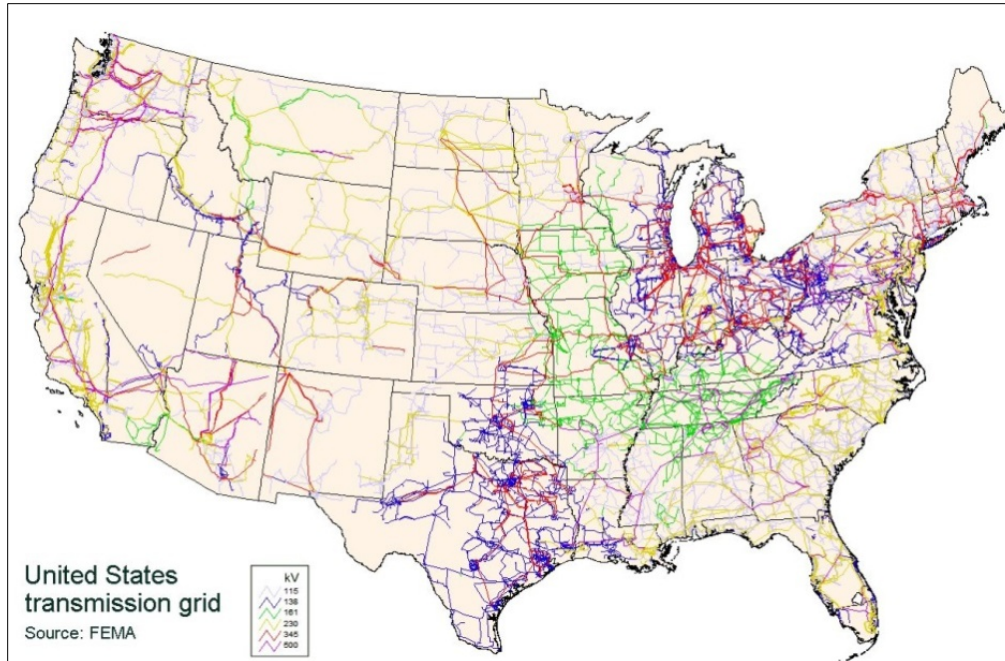 United States
transmission grid
Source: FEMA
kV
115
138
161
230
345
500